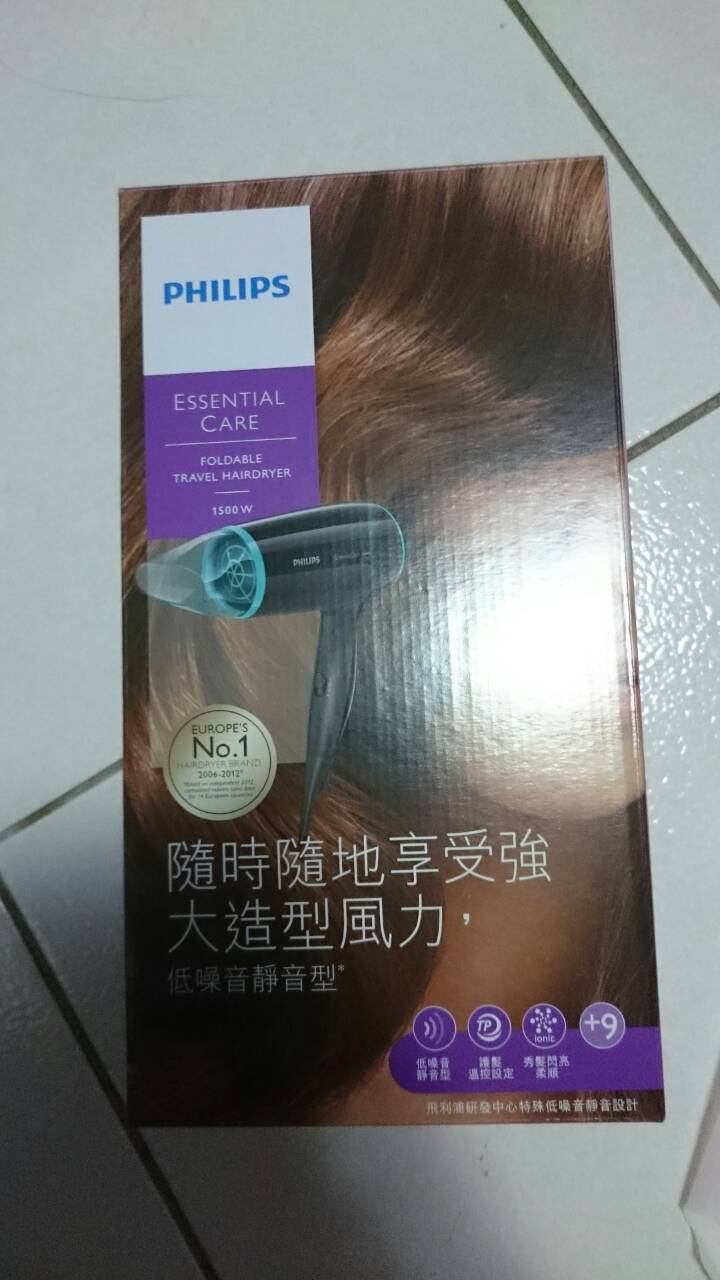 PHILIPS
ESSENTIAL
CARE
FOLDABLE
TRAVEL HAIRDRYER
1500 W
PHILIPS
EUROPE'S
No.1
HAIRDRYER BRAND
2006-2012*
隨時隨地享受強
大造型風力，
低噪音靜音型*
TP
ionic
+9
低噪音
靜音型
護髮
溫控設定
秀髮閃亮
柔順
飛利浦研發中心特殊低噪音靜音設計